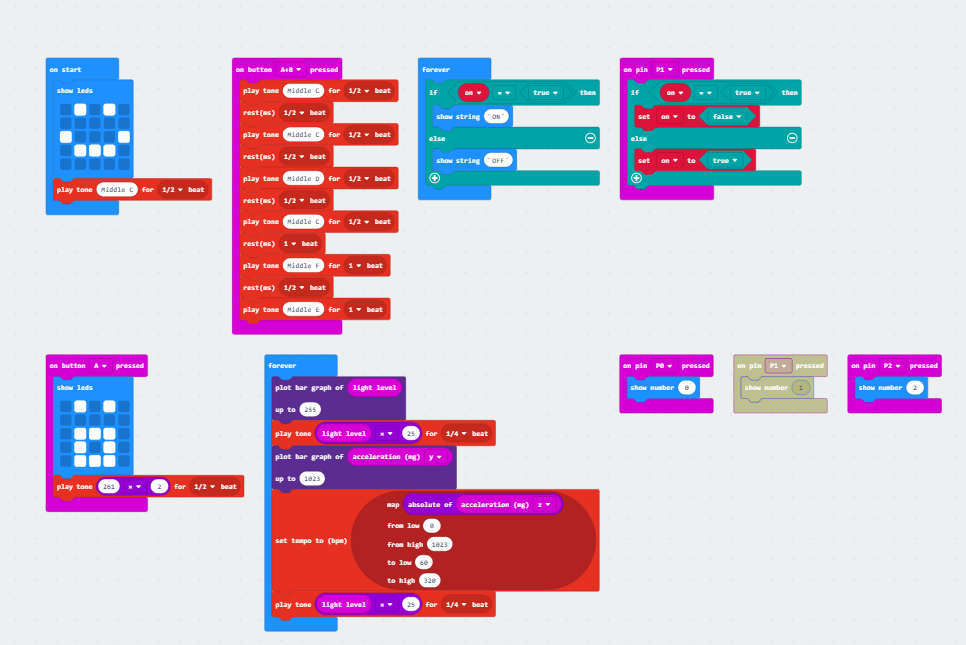 on start
show leds
play tone Middle C for 1/2 beat
on button A+B pressed
play tone Middle C for 1/2 beat
rest(ms) 1/2 beat
play tone Middle C for 1/2 beat
rest(ms) 1/2 beat
play tone Middle D for 1/2 beat
rest(ms) 1/2 beat
play tone Middle C for 1/2 beat
rest(ms) 1 beat
play tone Middle F for 1 beat
rest(ms) 1/2 beat
play tone Middle E for 1 beat
forever
if on = true then
show string "ON"
else
show string "OFF"
on pin P1 pressed
if on = true then
set on to false
else
set on to true
on button A pressed
show leds
play tone 261 × 2 for 1/2 beat
forever
plot bar graph of light level
up to 255
play tone light level × 25 for 1/4 beat
plot bar graph of acceleration (mg) y
up to 1023
set tempo to (bpm)
map absolute of acceleration (mg) z
from low 0
from high 1023
to low 60
to high 320
play tone light level × 25 for 1/4 beat
on pin P0 pressed
show number 0
on pin P1 pressed
show number 1
on pin P2 pressed
show number 2